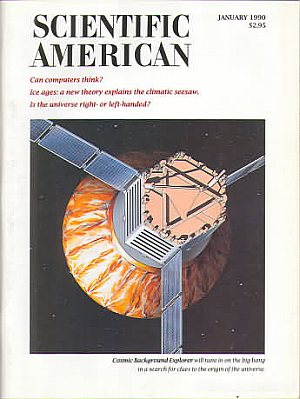 SCIENTIFIC
AMERICAN
JANUARY 1990
$2.95
Can computers think?
Ice ages: a new theory explains the climatic seesaw.
Is the universe right- or left-handed?
Cosmic Background Explorer will tune in on the big bang
in a search for clues to the origin of the universe.